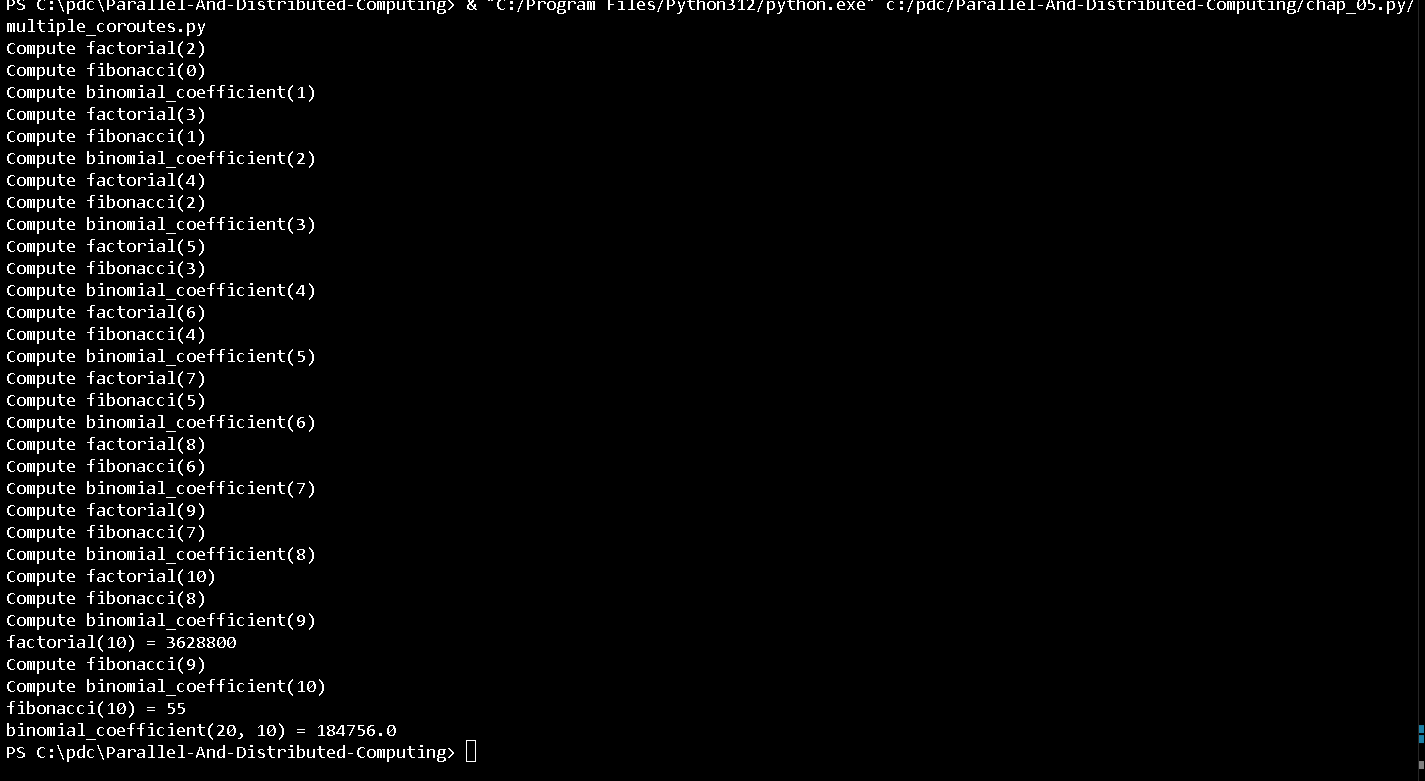 PS C:\pdc\Parallel-And-Distributed-Computing> & "C:/Program Files/Python312/python.exe" c:/pdc/Parallel-And-Distributed-Computing/chap_05.py/
multiple_coroutes.py
Compute factorial(2)
Compute fibonacci(0)
Compute binomial_coefficient(1)
Compute factorial(3)
Compute fibonacci(1)
Compute binomial_coefficient(2)
Compute factorial(4)
Compute fibonacci(2)
Compute binomial_coefficient(3)
Compute factorial(5)
Compute fibonacci(3)
Compute binomial_coefficient(4)
Compute factorial(6)
Compute fibonacci(4)
Compute binomial_coefficient(5)
Compute factorial(7)
Compute fibonacci(5)
Compute binomial_coefficient(6)
Compute factorial(8)
Compute fibonacci(6)
Compute binomial_coefficient(7)
Compute factorial(9)
Compute fibonacci(7)
Compute binomial_coefficient(8)
Compute factorial(10)
Compute fibonacci(8)
Compute binomial_coefficient(9)
factorial(10) = 3628800
Compute fibonacci(9)
Compute binomial_coefficient(10)
fibonacci(10) = 55
binomial_coefficient(20, 10) = 184756.0
PS C:\pdc\Parallel-And-Distributed-Computing>